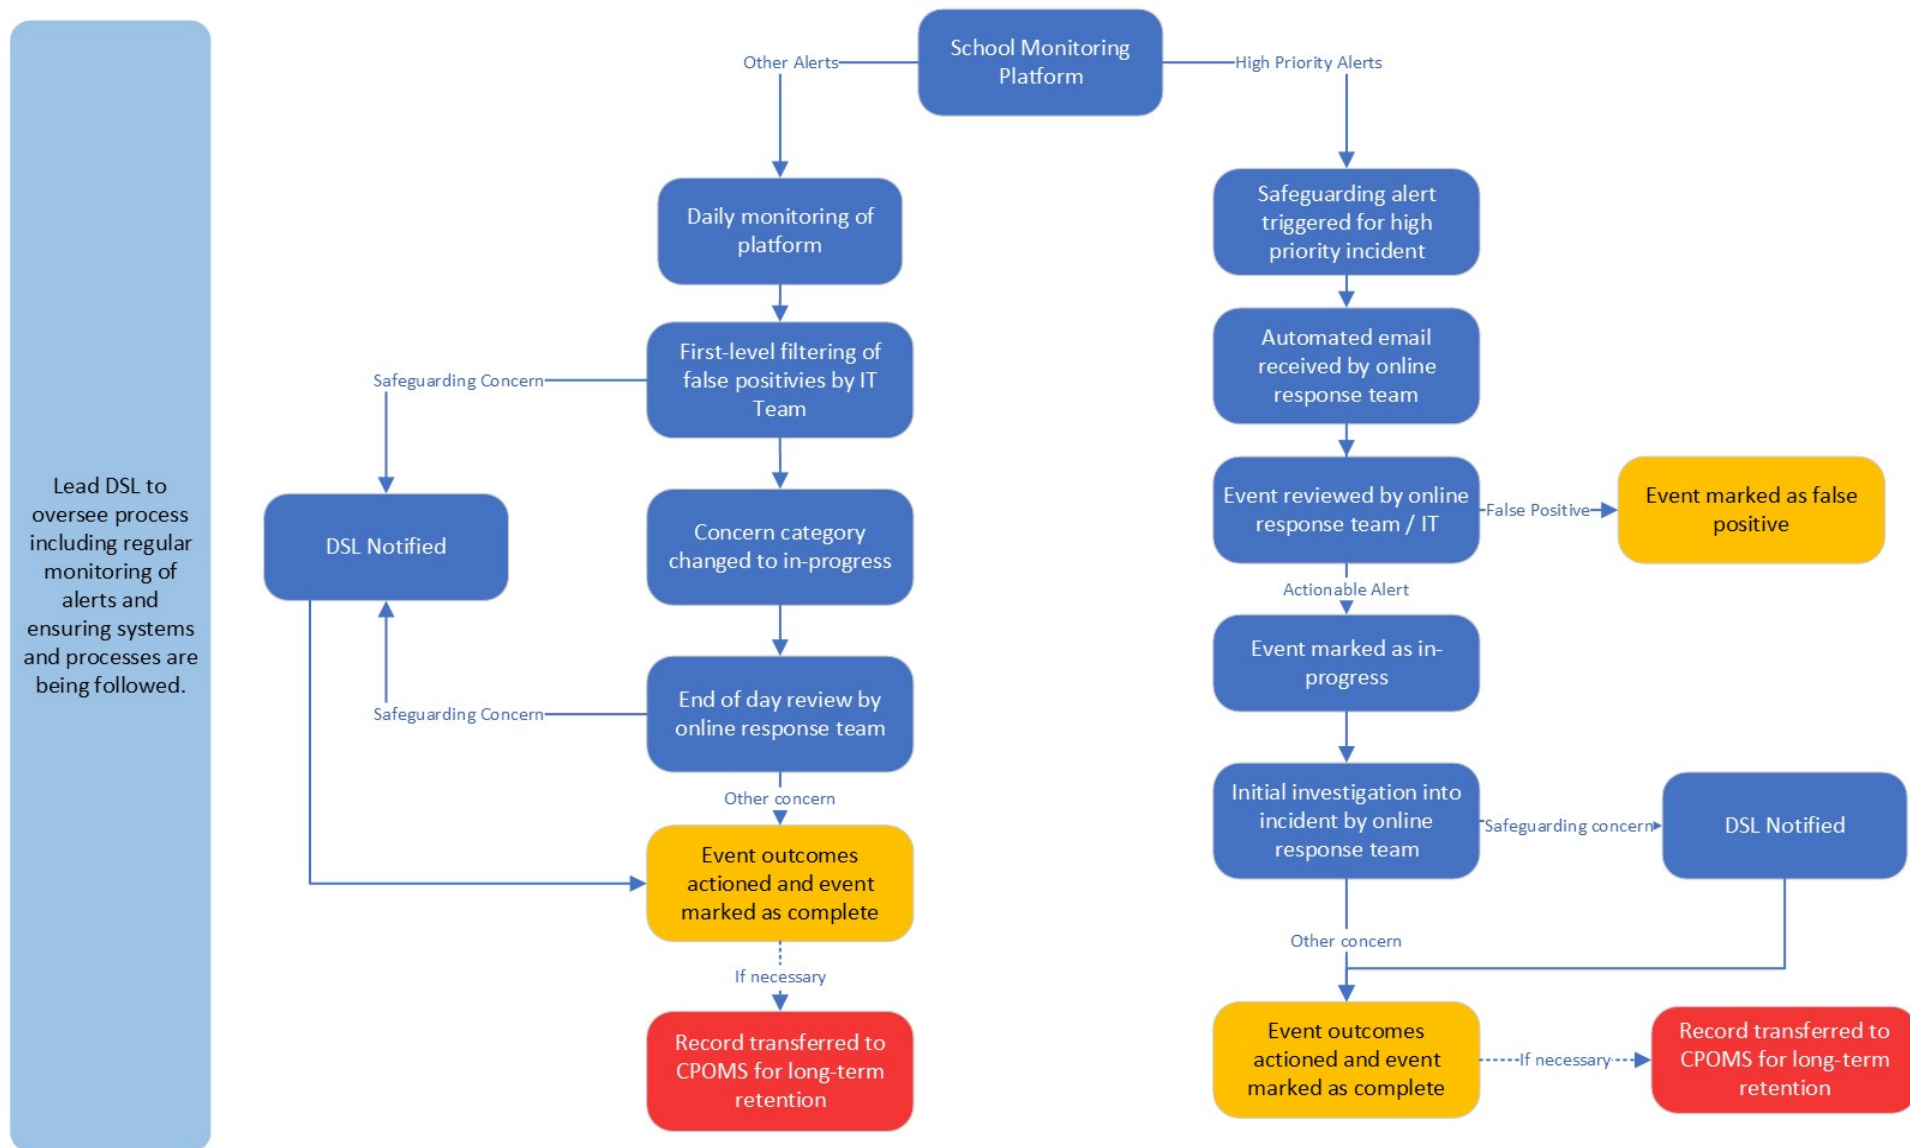 Lead DSL to
oversee process
including regular
monitoring of
alerts and
ensuring systems
and processes are
being followed.
School Monitoring
Platform
Other Alerts
High Priority Alerts
Daily monitoring of
platform
First-level filtering of
false positivies by IT
Team
Safeguarding Concern
DSL Notified
Concern category
changed to in-progress
End of day review by
online response team
Safeguarding Concern
Other concern
Event outcomes
actioned and event
marked as complete
If necessary
Record transferred to
CPOMS for long-term
retention
Safeguarding alert
triggered for high
priority incident
Automated email
received by online
response team
Event reviewed by online
response team / IT
False Positive
Event marked as false
positive
Actionable Alert
Event marked as in-
progress
Initial investigation into
incident by online
response team
Safeguarding concern
DSL Notified
Other concern
Event outcomes
actioned and event
marked as complete
If necessary
Record transferred to
CPOMS for long-term
retention